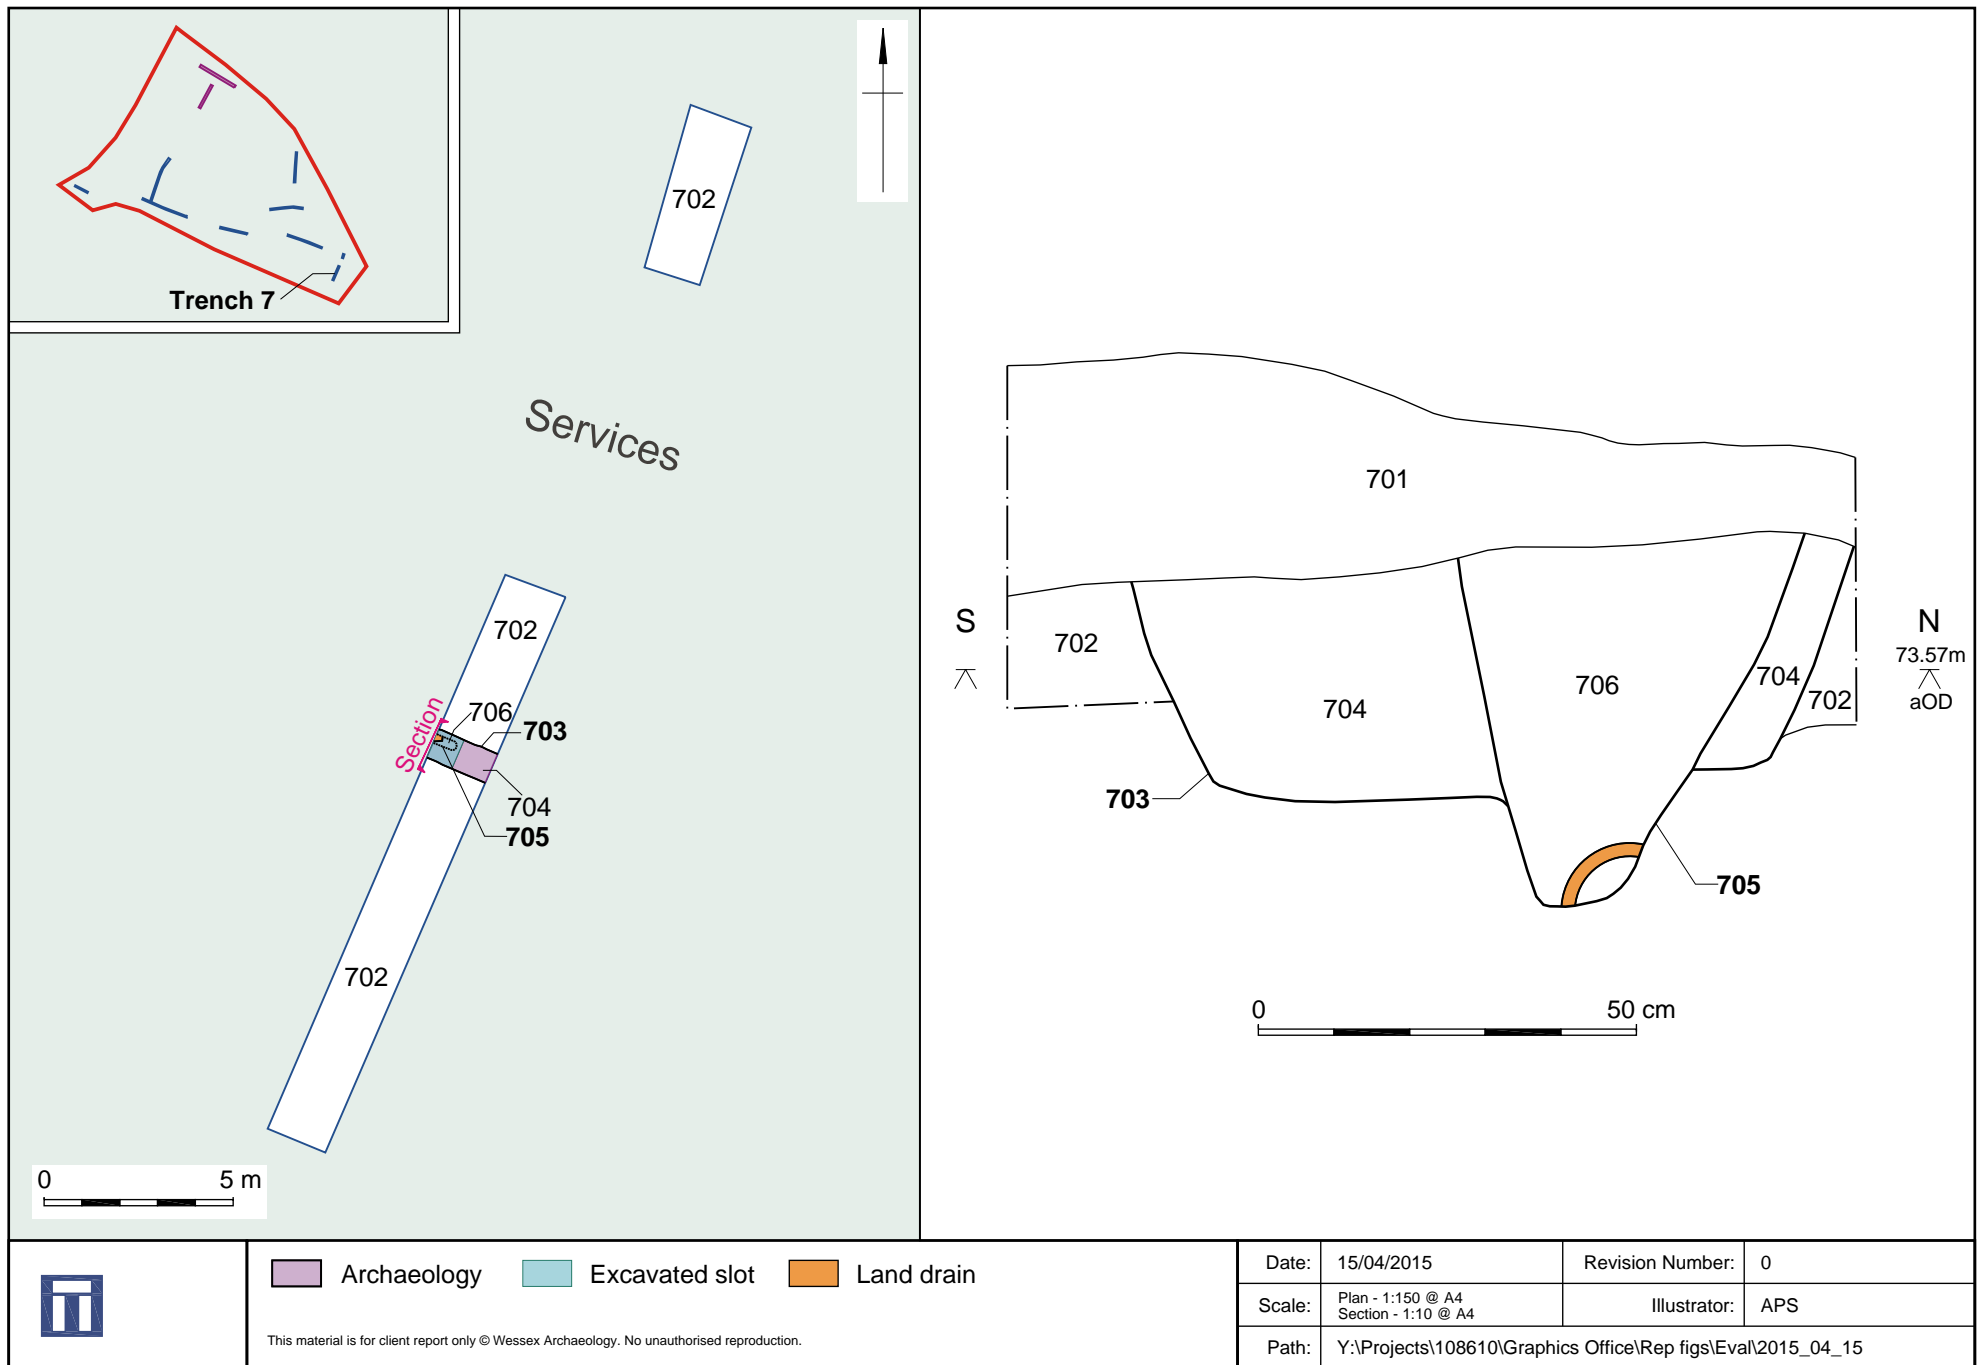 Trench 7
702
Services
702
706
703
Section
704
705
702
0 5 m
701
S
702
704
706
704
702
N
73.57m
aOD
703
705
0 50 cm
Archaeology
Excavated slot
Land drain
This material is for client report only © Wessex Archaeology. No unauthorised reproduction.
Date: 15/04/2015 Revision Number: 0
Scale: Plan - 1:150 @ A4
Section - 1:10 @ A4
Illustrator: APS
Path: Y:\Projects\108610\Graphics Office\Rep figs\Eval\2015_04_15